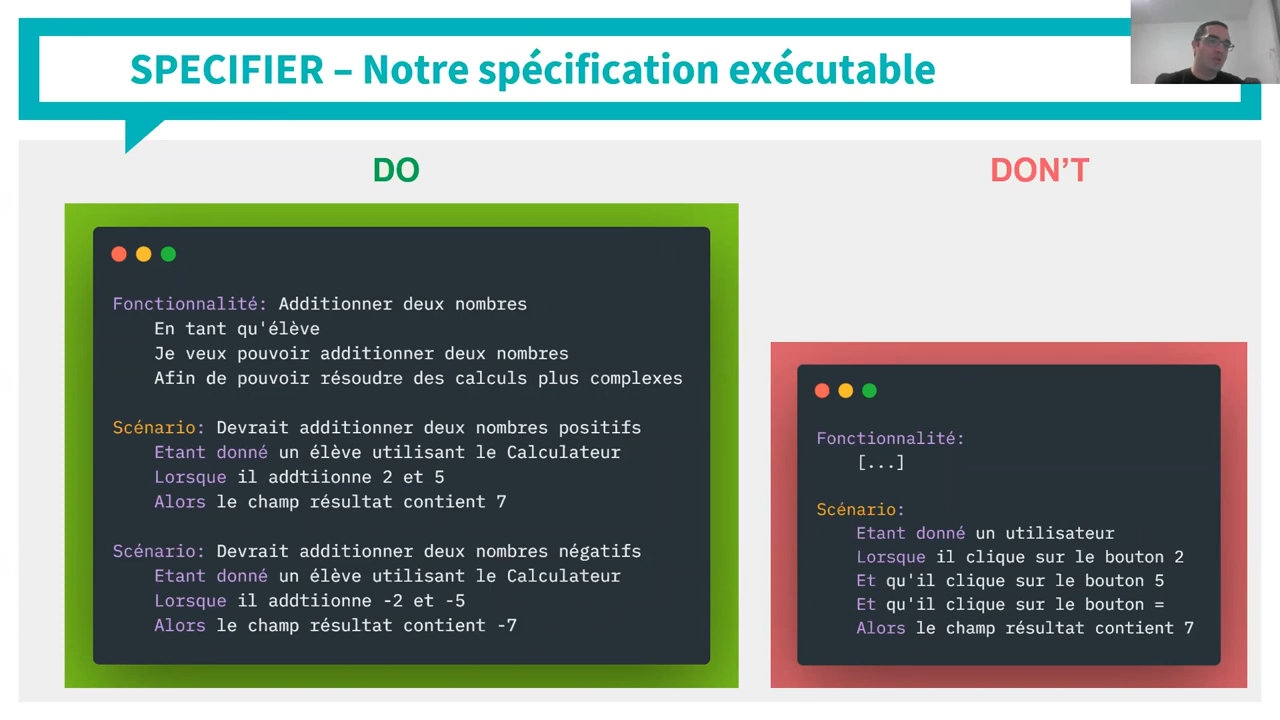 SPECIFIER – Notre spécification exécutable
DO
Fonctionnalité: Additionner deux nombres
En tant qu'élève
Je veux pouvoir additionner deux nombres
Afin de pouvoir résoudre des calculs plus complexes
Scénario: Devrait additionner deux nombres positifs
Etant donné un élève utilisant le Calculateur
Lorsque il addtiionne 2 et 5
Alors le champ résultat contient 7
Scénario: Devrait additionner deux nombres négatifs
Etant donné un élève utilisant le Calculateur
Lorsque il addtiionne -2 et -5
Alors le champ résultat contient -7
DON'T
Fonctionnalité:
[...]
Scénario:
Etant donné un utilisateur
Lorsque il clique sur le bouton 2
Et qu'il clique sur le bouton 5
Et qu'il clique sur le bouton =
Alors le champ résultat contient 7